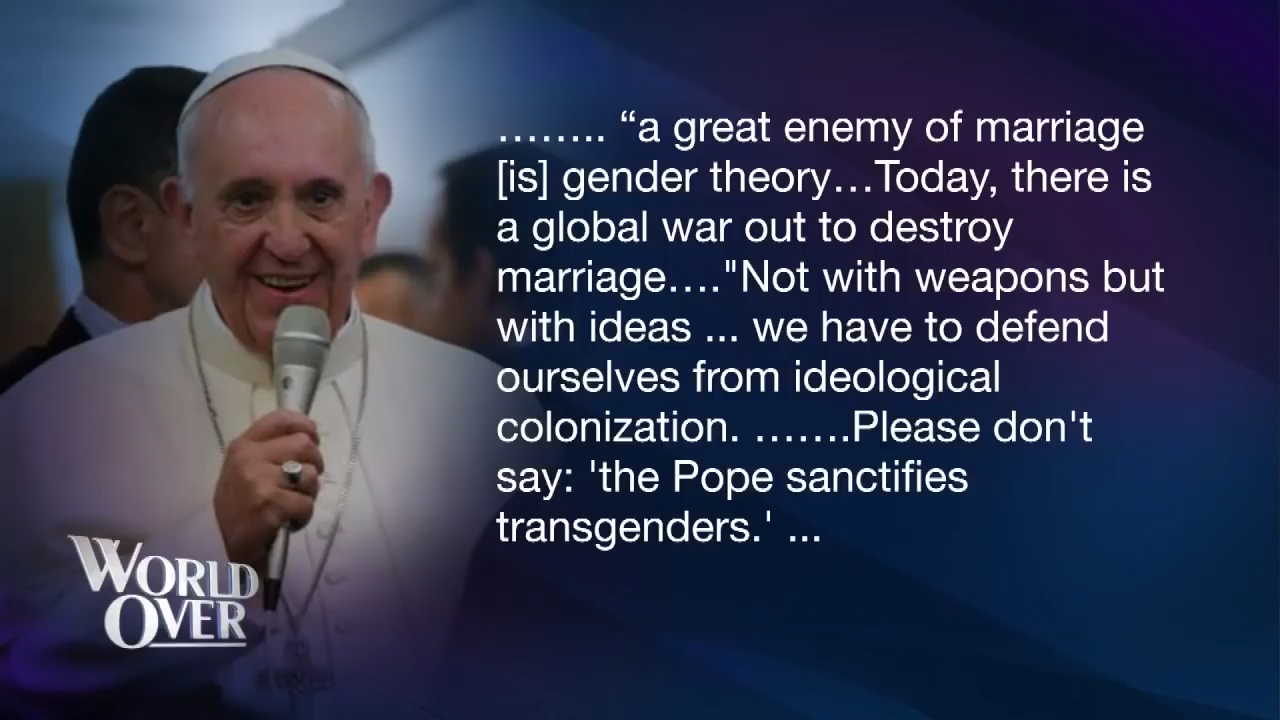 …….. “a great enemy of marriage
[is] gender theory…Today, there is
a global war out to destroy
marriage…."Not with weapons but
with ideas ... we have to defend
ourselves from ideological
colonization. …….Please don't
say: 'the Pope sanctifies
transgenders.' ...
WORLD
OVER